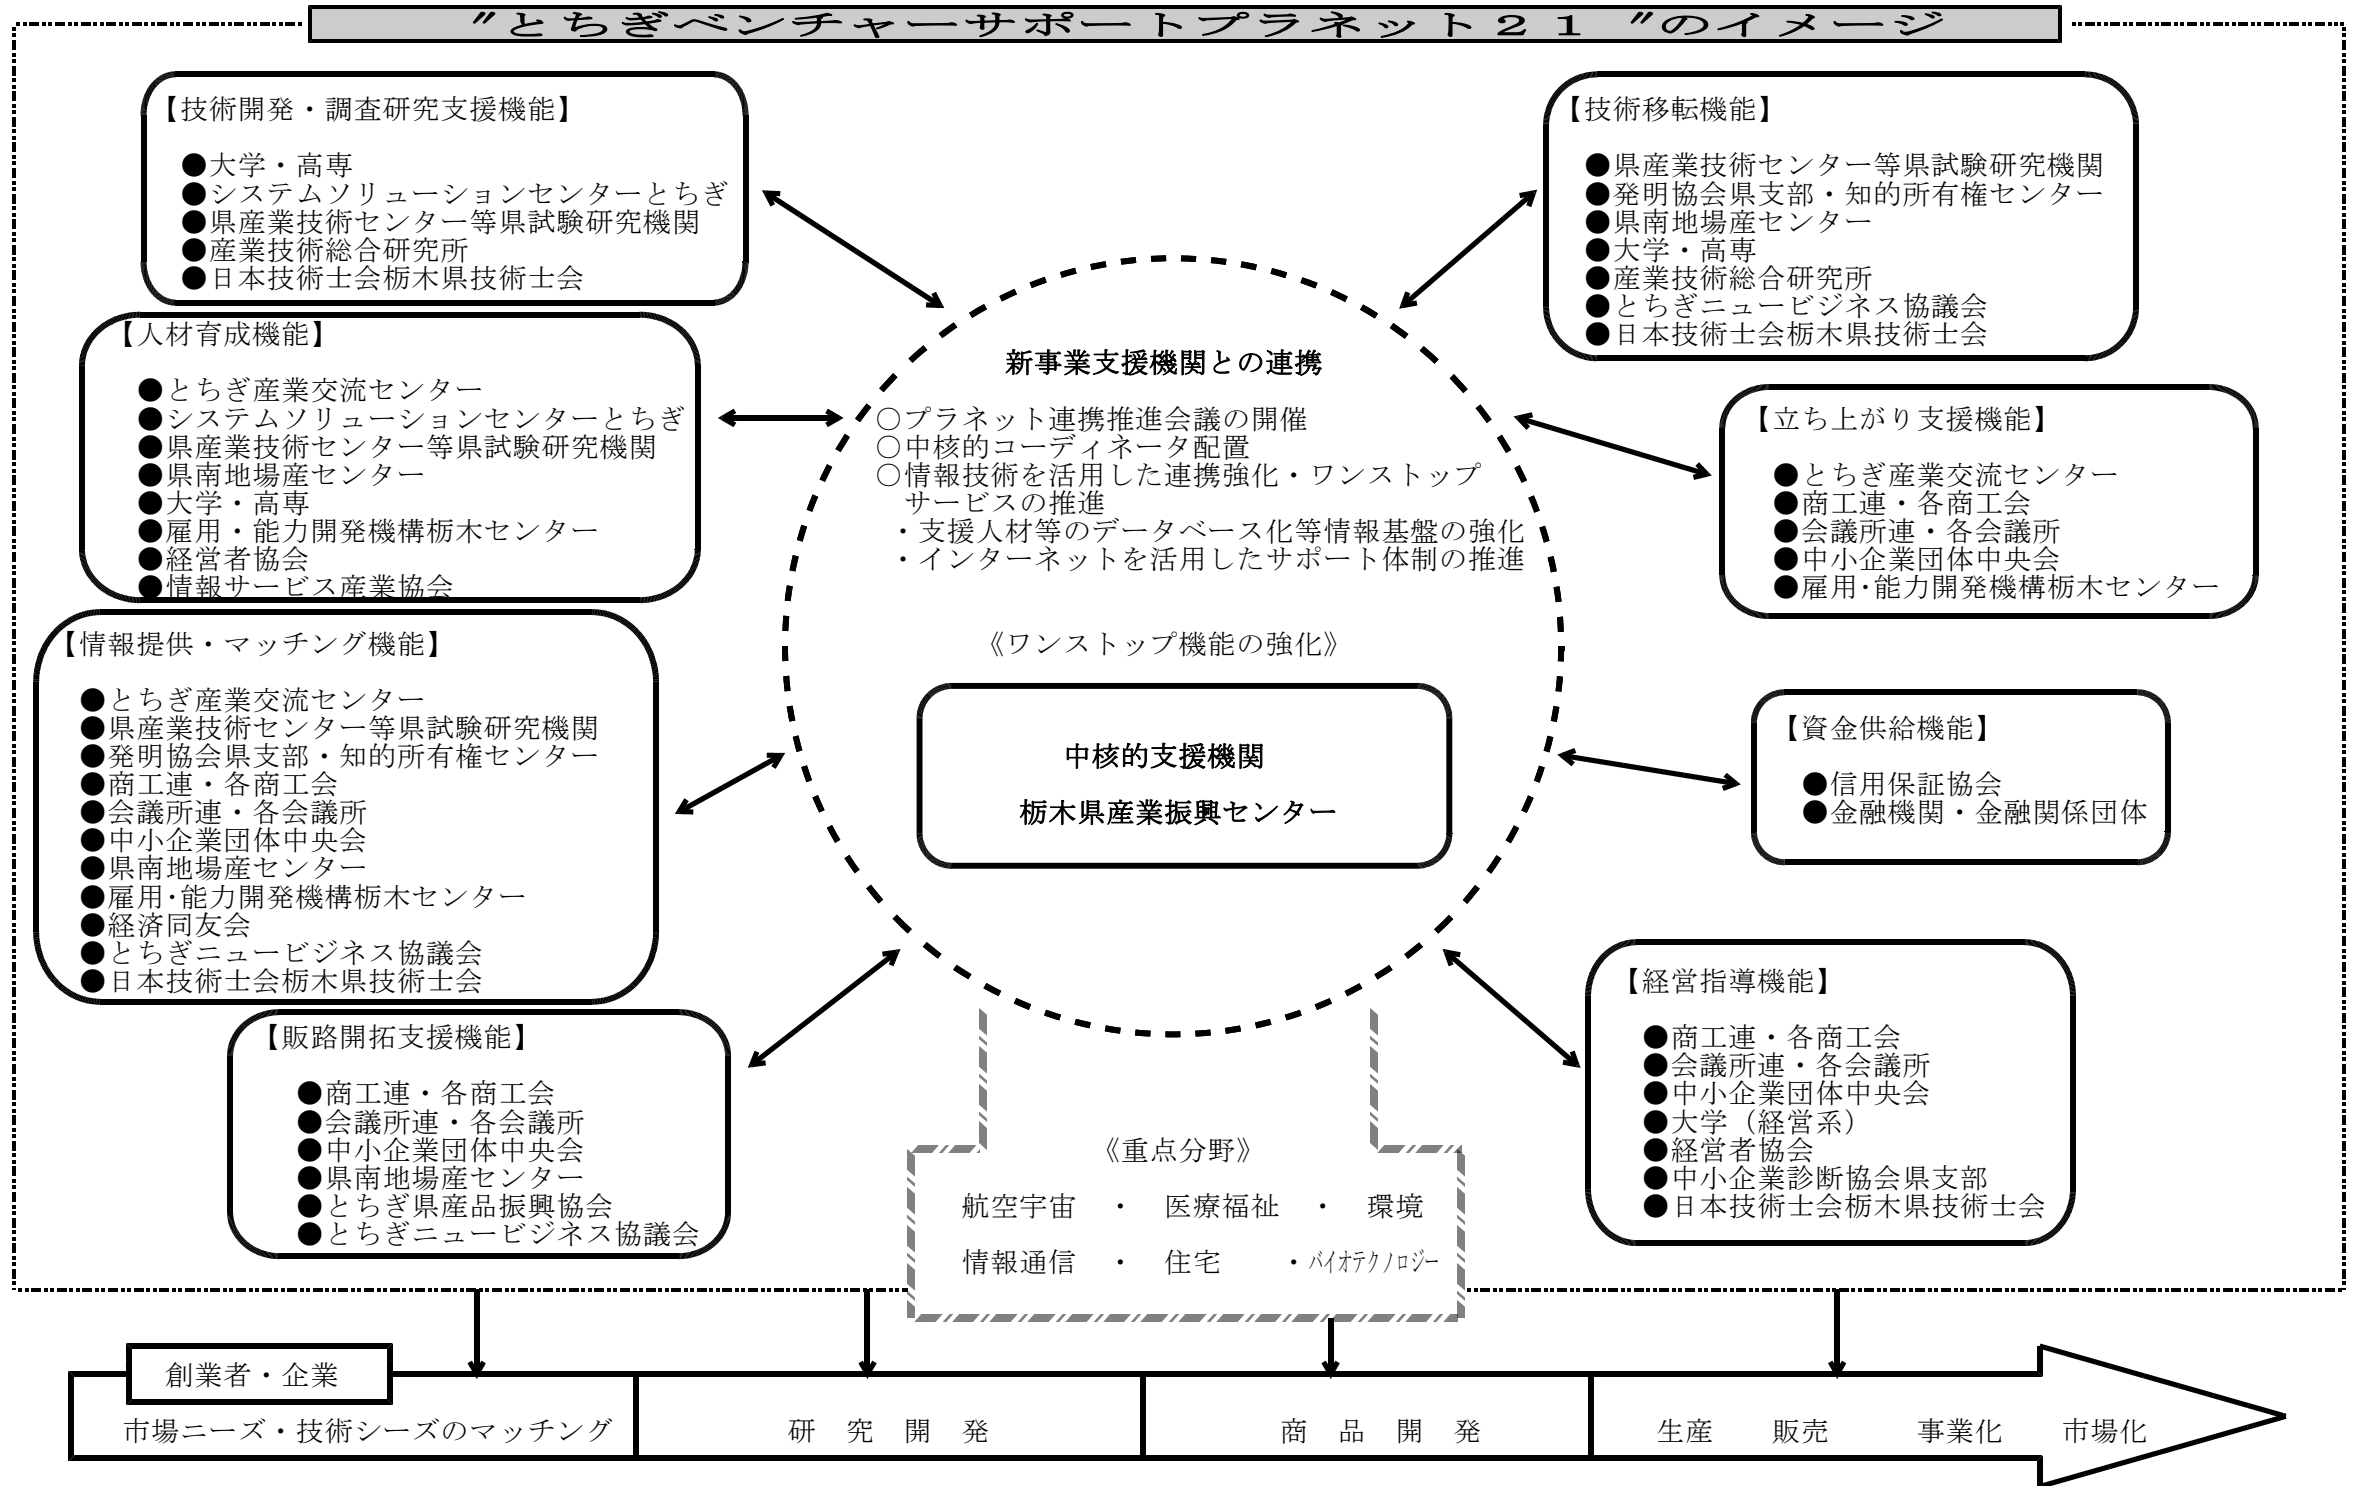 〃とちぎベンチャーサポートプラネット２１〃のイメージ
【技術開発・調査研究支援機能】
●大学・高専
●システムソリューションセンターとちぎ
●県産業技術センター等県試験研究機関
●産業技術総合研究所
●日本技術士会栃木県技術士会
【人材育成機能】
●とちぎ産業交流センター
●システムソリューションセンターとちぎ
●県産業技術センター等県試験研究機関
●県南地場産センター
●大学・高専
●雇用・能力開発機構栃木センター
●経営者協会
●情報サービス産業協会
【情報提供・マッチング機能】
●とちぎ産業交流センター
●県産業技術センター等県試験研究機関
●発明協会県支部・知的所有権センター
●商工連・各商工会
●会議所連・各会議所
●中小企業団体中央会
●県南地場産センター
●雇用･能力開発機構栃木センター
●経済同友会
●とちぎニュービジネス協議会
●日本技術士会栃木県技術士会
【販路開拓支援機能】
●商工連・各商工会
●会議所連・各会議所
●中小企業団体中央会
●県南地場産センター
●とちぎ県産品振興協会
●とちぎニュービジネス協議会
新事業支援機関との連携
○プラネット連携推進会議の開催
○中核的コーディネータ配置
○情報技術を活用した連携強化・ワンストップ
サービスの推進
・支援人材等のデータベース化等情報基盤の強化
・インターネットを活用したサポート体制の推進
《ワンストップ機能の強化》
中核的支援機関
栃木県産業振興センター
《重点分野》
航空宇宙　・　医療福祉　・　環境
情報通信　・　住宅　　・ﾊﾞｲｵﾃｸﾉﾛｼﾞｰ
【技術移転機能】
●県産業技術センター等県試験研究機関
●発明協会県支部・知的所有権センター
●県南地場産センター
●大学・高専
●産業技術総合研究所
●とちぎニュービジネス協議会
●日本技術士会栃木県技術士会
【立ち上がり支援機能】
●とちぎ産業交流センター
●商工連・各商工会
●会議所連・各会議所
●中小企業団体中央会
●雇用･能力開発機構栃木センター
【資金供給機能】
●信用保証協会
●金融機関・金融関係団体
【経営指導機能】
●商工連・各商工会
●会議所連・各会議所
●中小企業団体中央会
●大学（経営系）
●経営者協会
●中小企業診断協会県支部
●日本技術士会栃木県技術士会
創業者・企業
市場ニーズ・技術シーズのマッチング
研　究　開　発
商　品　開　発
生産　　販売　　　事業化　　市場化